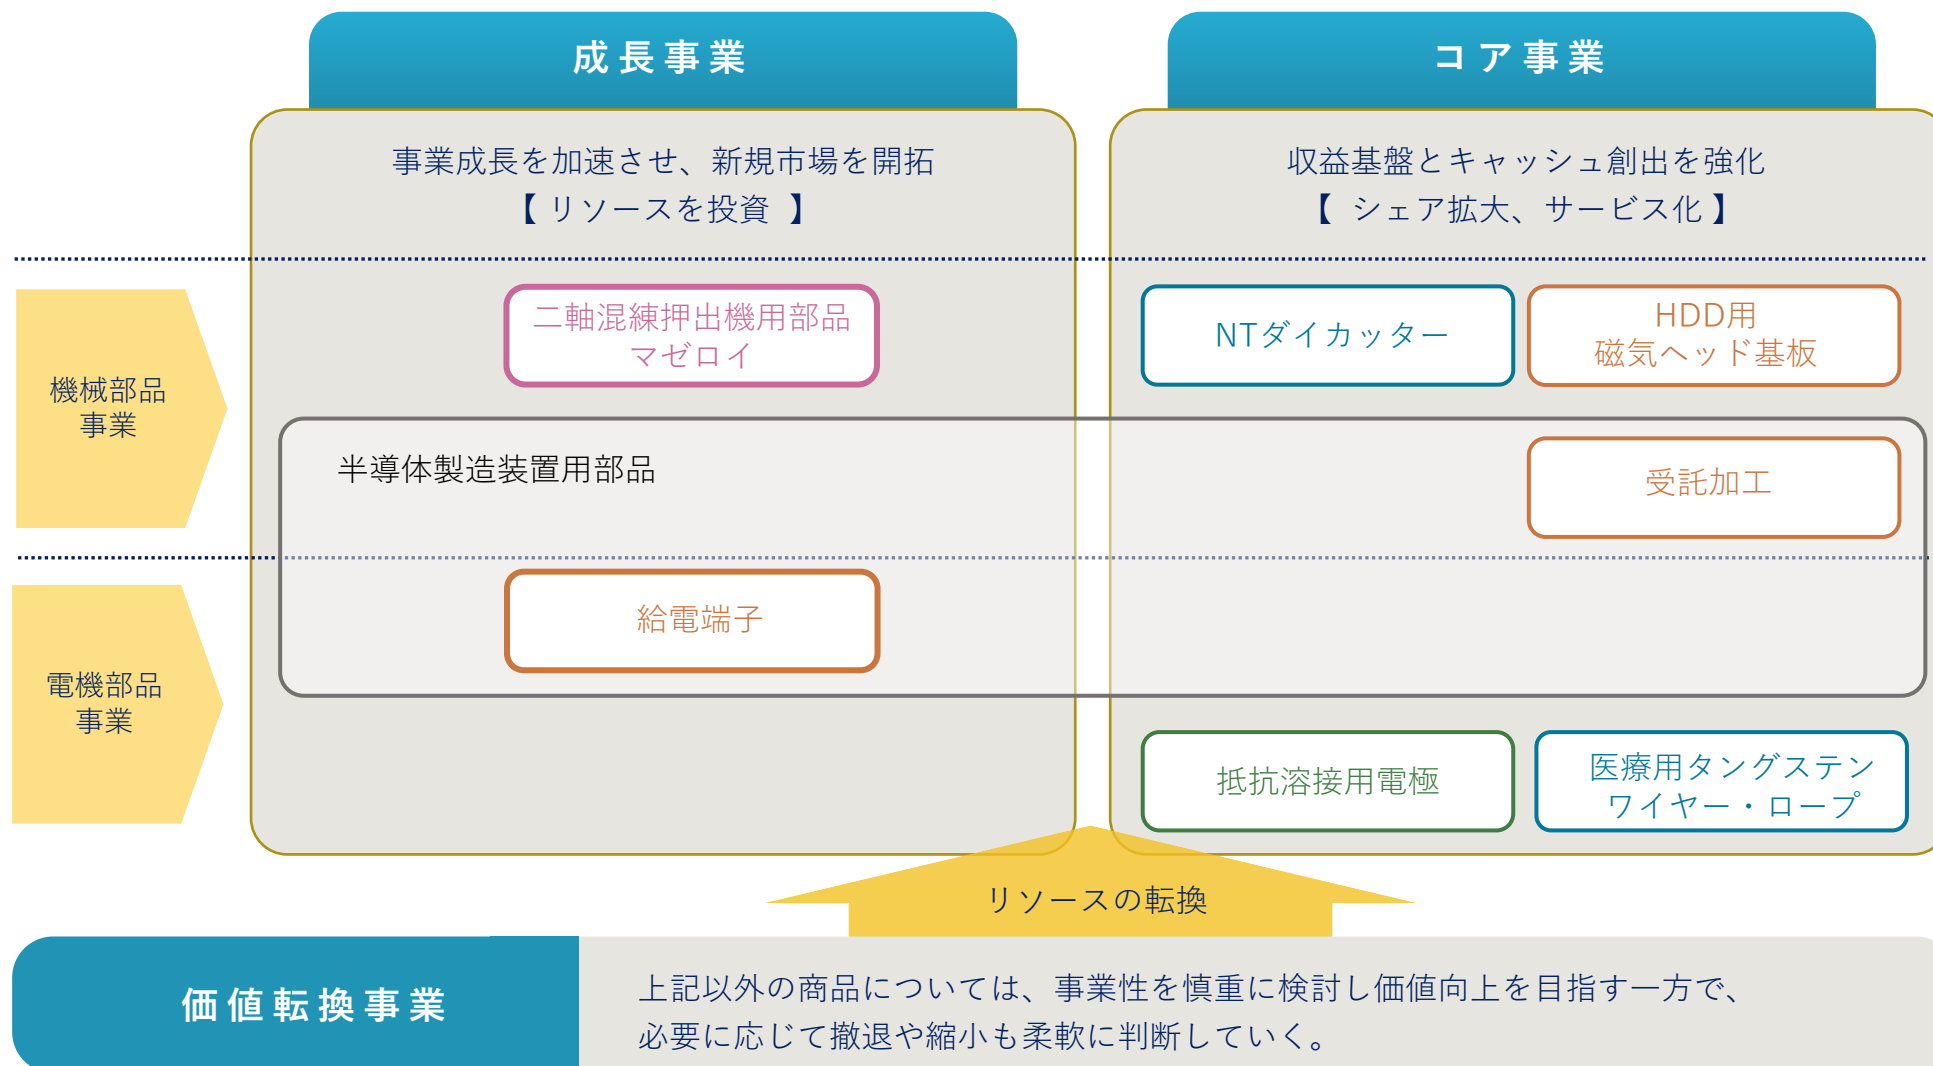 成長事業
コア事業
事業成長を加速させ、新規市場を開拓
【 リソースを投資 】
収益基盤とキャッシュ創出を強化
【 シェア拡大、サービス化 】
機械部品
事業
二軸混練押出機用部品
マゼロイ
NTダイカッター
HDD用
磁気ヘッド基板
半導体製造装置用部品
受託加工
電機部品
事業
給電端子
抵抗溶接用電極
医療用タングステン
ワイヤー・ロープ
リソースの転換
価値転換事業
上記以外の商品については、事業性を慎重に検討し価値向上を目指す一方で、
必要に応じて撤退や縮小も柔軟に判断していく。